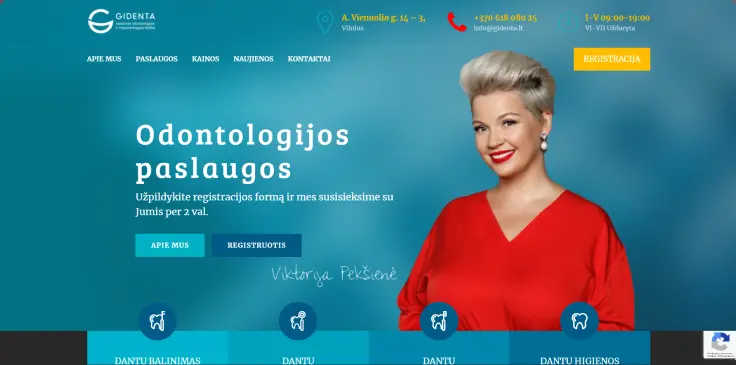 GIDENTA
A. Vienuolio g. 14 – 3,
Vilnius
+370 618 080 25
info@gidenta.lt
I-V 09:00-19:00
VI-VII Uždaryta
APIE MUS PASLAUGOS KAINOS NAUJIENOS KONTAKTAI
REGISTRACIJA
Odontologijos
paslaugos
Užpildykite registracijos formą ir mes susisieksime su
Jumis per 2 val.
APIE MUS REGISTRUOTIS
Viktorija Pekšienė
DANTŲ BALINIMAS DANTŲ DANTŲ DANTŲ HIGIENOS